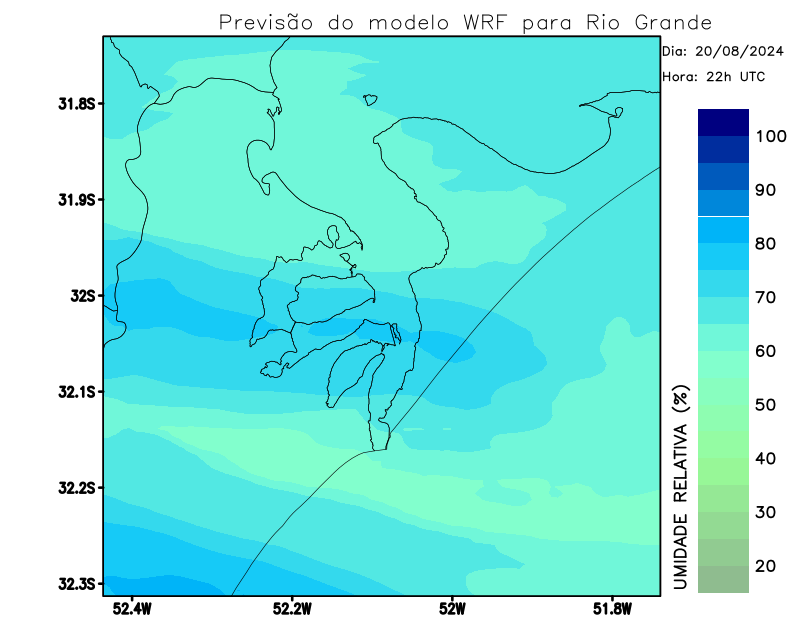 Previsão do modelo WRF para Rio Grande
Dia: 20/08/2024
Hora: 22h UTC
31.8S
31.9S
32S
32.1S
32.2S
32.3S
52.4W 52.2W 52W 51.8W
100
90
80
70
60
50
40
30
20
UMIDADE RELATIVA (%)